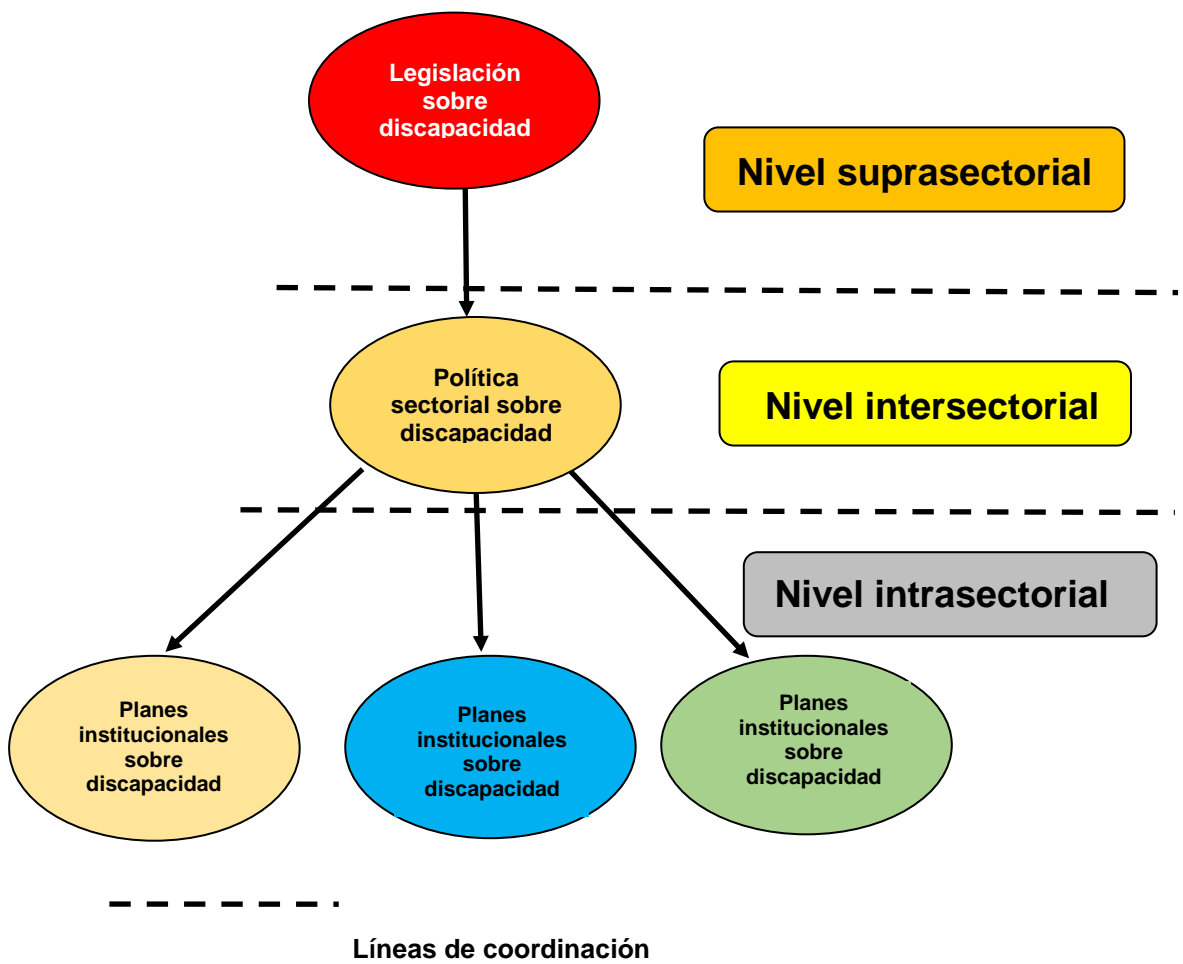 Legislación
sobre
discapacidad
Nivel suprasectorial
Política
sectorial sobre
discapacidad
Nivel intersectorial
Nivel intrasectorial
Planes
institucionales
sobre
discapacidad
Planes
institucionales
sobre
discapacidad
Planes
institucionales
sobre
discapacidad
Líneas de coordinación